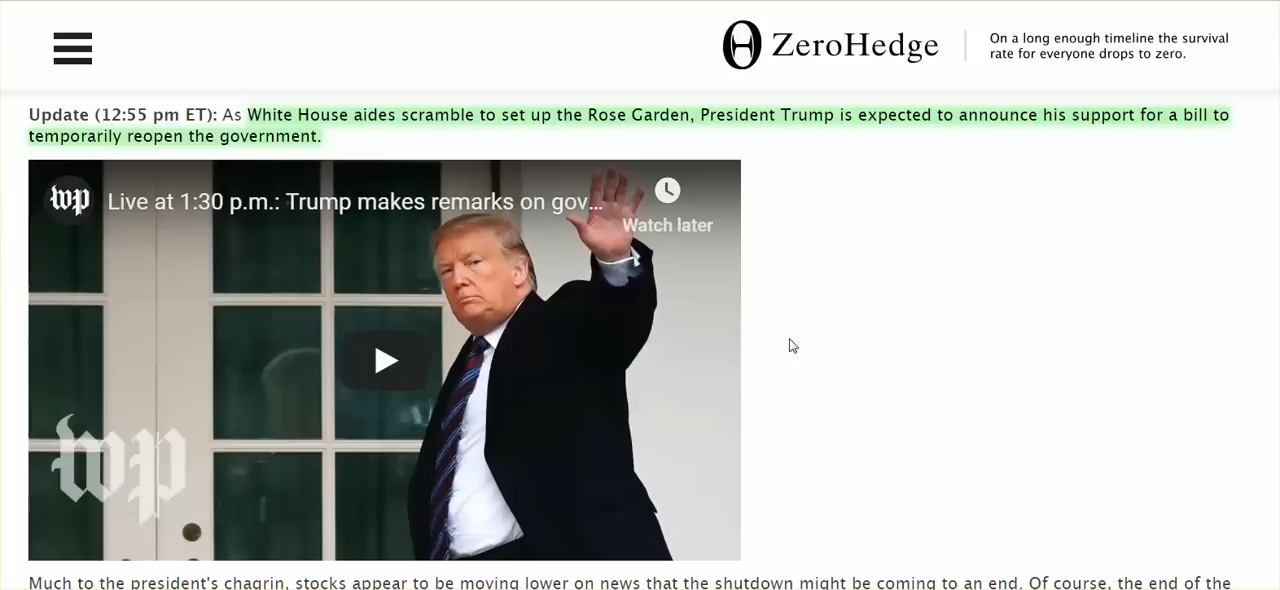 ZeroHedge
On a long enough timeline the survival
rate for everyone drops to zero.
Update (12:55 pm ET): As White House aides scramble to set up the Rose Garden, President Trump is expected to announce his support for a bill to
temporarily reopen the government.
wp
Live at 1:30 p.m.: Trump makes remarks on gov...
Watch later
wp
Much to the president's chagrin, stocks appear to be moving lower on news that the shutdown might be coming to an end. Of course, the end of the